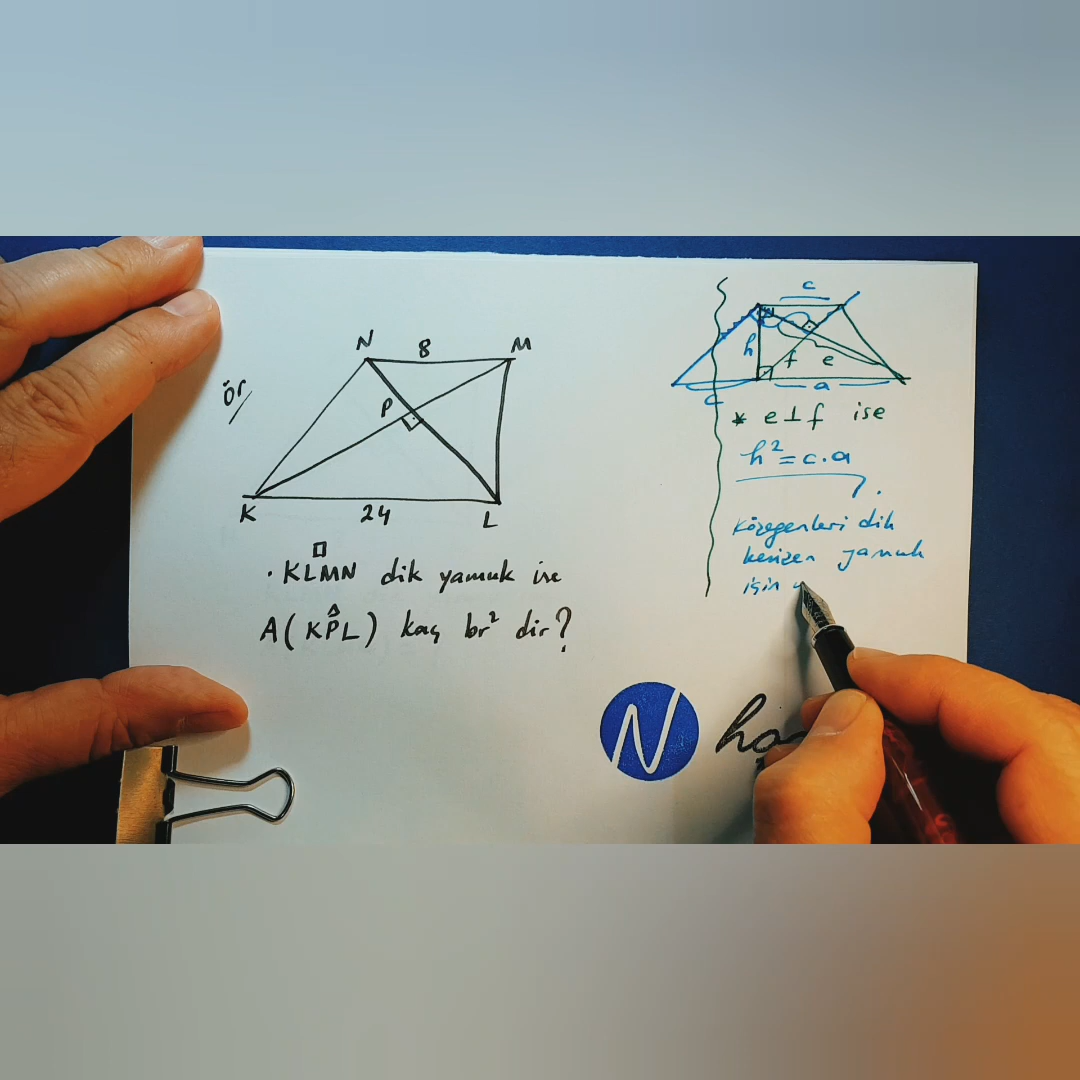 ör
N 8 M
P
K 24 L
. KLMN dik yamuk ise
A(KPL) kaç br² dir?
c
h f e
c a
* e⊥f ise
h²=c.a
Köşegenleri dik
kesişen yamuk
için
N